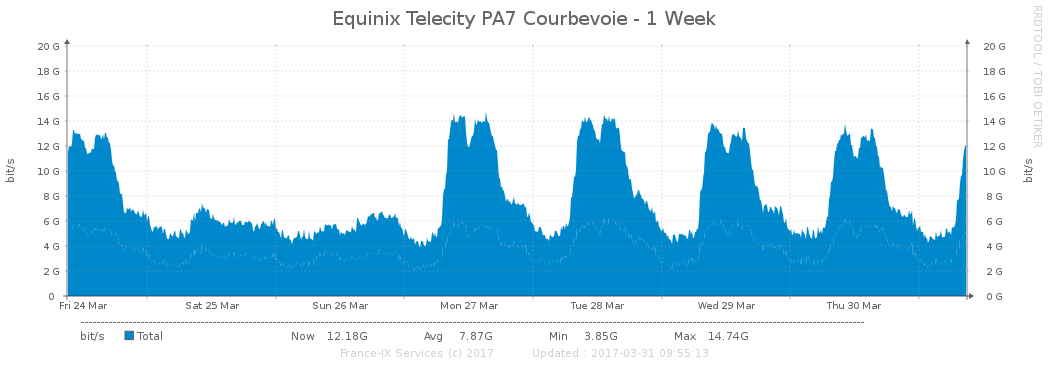 Equinix Telecity PA7 Courbevoie - 1 Week
RRDTOOL / TOBI OETIKER
20 G 20 G
18 G 18 G
16 G 16 G
14 G 14 G
12 G 12 G
10 G 10 G
8 G 8 G
6 G 6 G
4 G 4 G
2 G 2 G
0 0 G
bit/s bit/s
Fri 24 Mar Sat 25 Mar Sun 26 Mar Mon 27 Mar Tue 28 Mar Wed 29 Mar Thu 30 Mar
bit/s Total Now 12.18G Avg 7.87G Min 3.85G Max 14.74G
France-IX Services (c) 2017 Updated : 2017-03-31 09:55:13